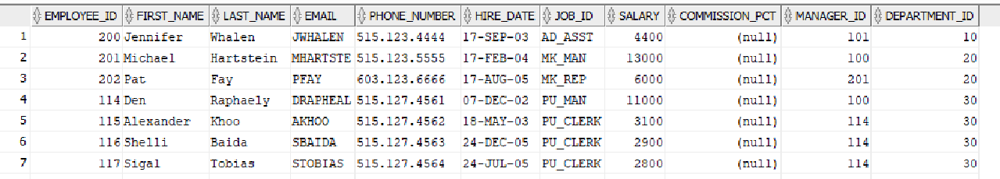 EMPLOYEE_ID FIRST_NAME LAST_NAME EMAIL PHONE_NUMBER HIRE_DATE JOB_ID SALARY COMMISSION_PCT MANAGER_ID DEPARTMENT_ID
1 200 Jennifer Whalen JWHALEN 515.123.4444 17-SEP-03 AD_ASST 4400 (null) 101 10
2 201 Michael Hartstein MHARTSTE 515.123.5555 17-FEB-04 MK_MAN 13000 (null) 100 20
3 202 Pat Fay PFAY 603.123.6666 17-AUG-05 MK_REP 6000 (null) 201 20
4 114 Den Raphaely DRAPHEAL 515.127.4561 07-DEC-02 PU_MAN 11000 (null) 100 30
5 115 Alexander Khoo AKHOO 515.127.4562 18-MAY-03 PU_CLERK 3100 (null) 114 30
6 116 Shelli Baida SBAIDA 515.127.4563 24-DEC-05 PU_CLERK 2900 (null) 114 30
7 117 Sigal Tobias STOBIAS 515.127.4564 24-JUL-05 PU_CLERK 2800 (null) 114 30